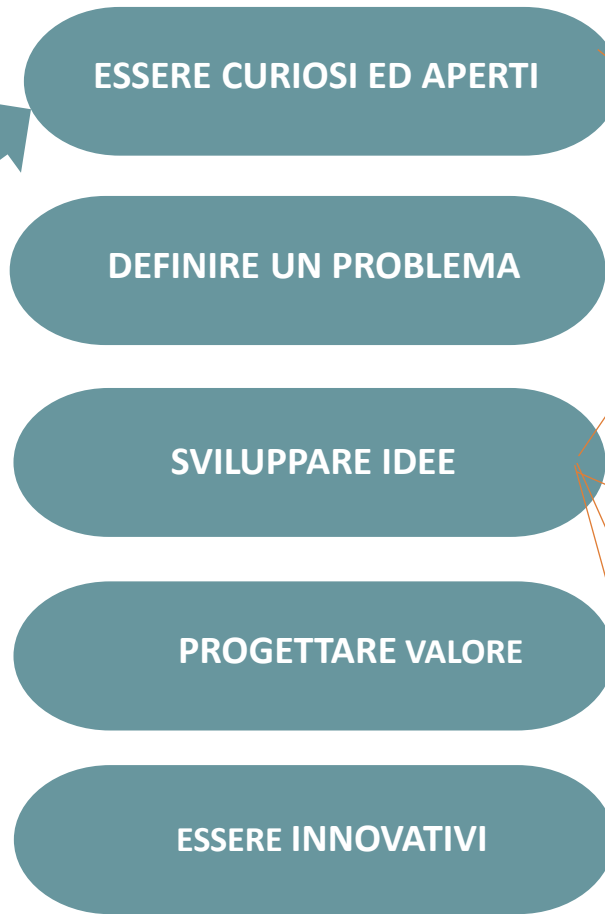 ESSERE CURIOSI ED APERTI
DEFINIRE UN PROBLEMA
SVILUPPARE IDEE
PROGETTARE VALORE
ESSERE INNOVATIVI